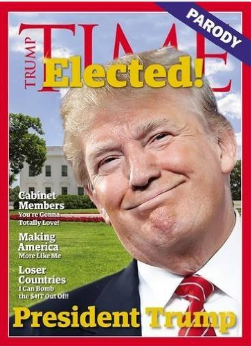 PARODY
TRUMP
TIME
Elected!
Cabinet
Members
You're Gonna
Totally Love!
Making
America
More Like Me
Loser
Countries
I Can Bomb
the $#!T Out Of!!
President Trump